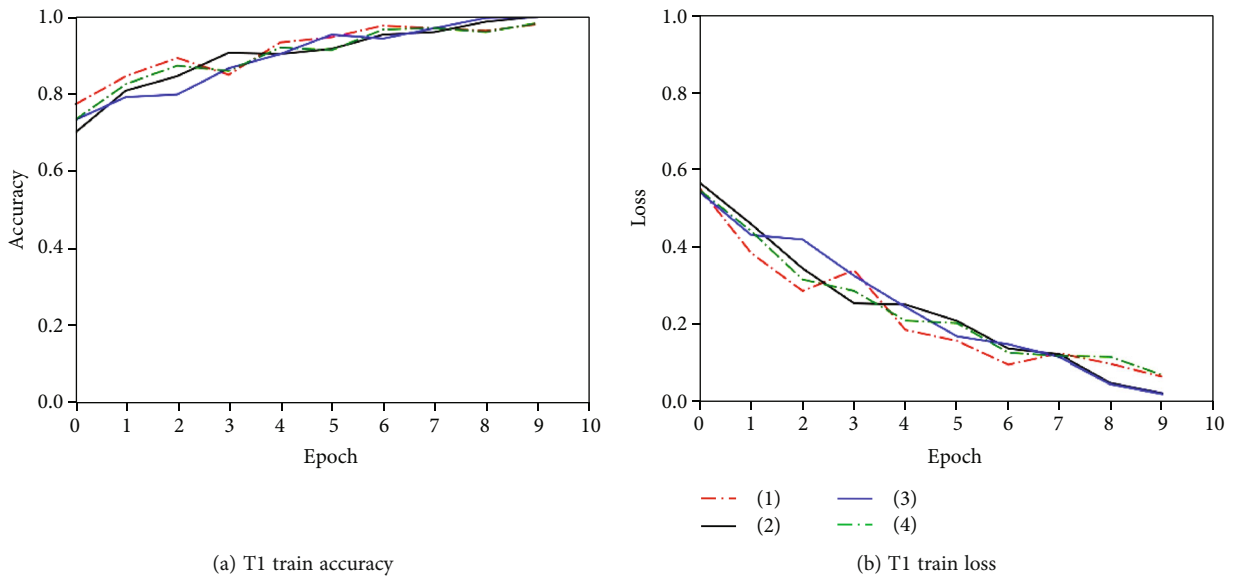 1.0
0.8
0.6
0.4
0.2
0.0
Accuracy
0 1 2 3 4 5 6 7 8 9 10
Epoch
(a) T1 train accuracy
1.0
0.8
0.6
0.4
0.2
0.0
Loss
0 1 2 3 4 5 6 7 8 9 10
Epoch
(1) (3)
(2) (4)
(b) T1 train loss